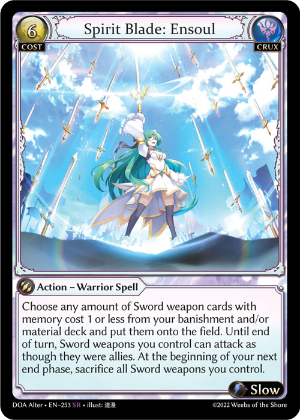 6
COST
Spirit Blade: Ensoul
CRUX
Action – Warrior Spell
Choose any amount of Sword weapon cards with
memory cost 1 or less from your banishment and/or
material deck and put them onto the field. Until end
of turn, Sword weapons you control can attack as
though they were allies. At the beginning of your next
end phase, sacrifice all Sword weapons you control.
Slow
DOA Alter • EN-253 SR • illust: 遠漫
©2022 Weebs of the Shore